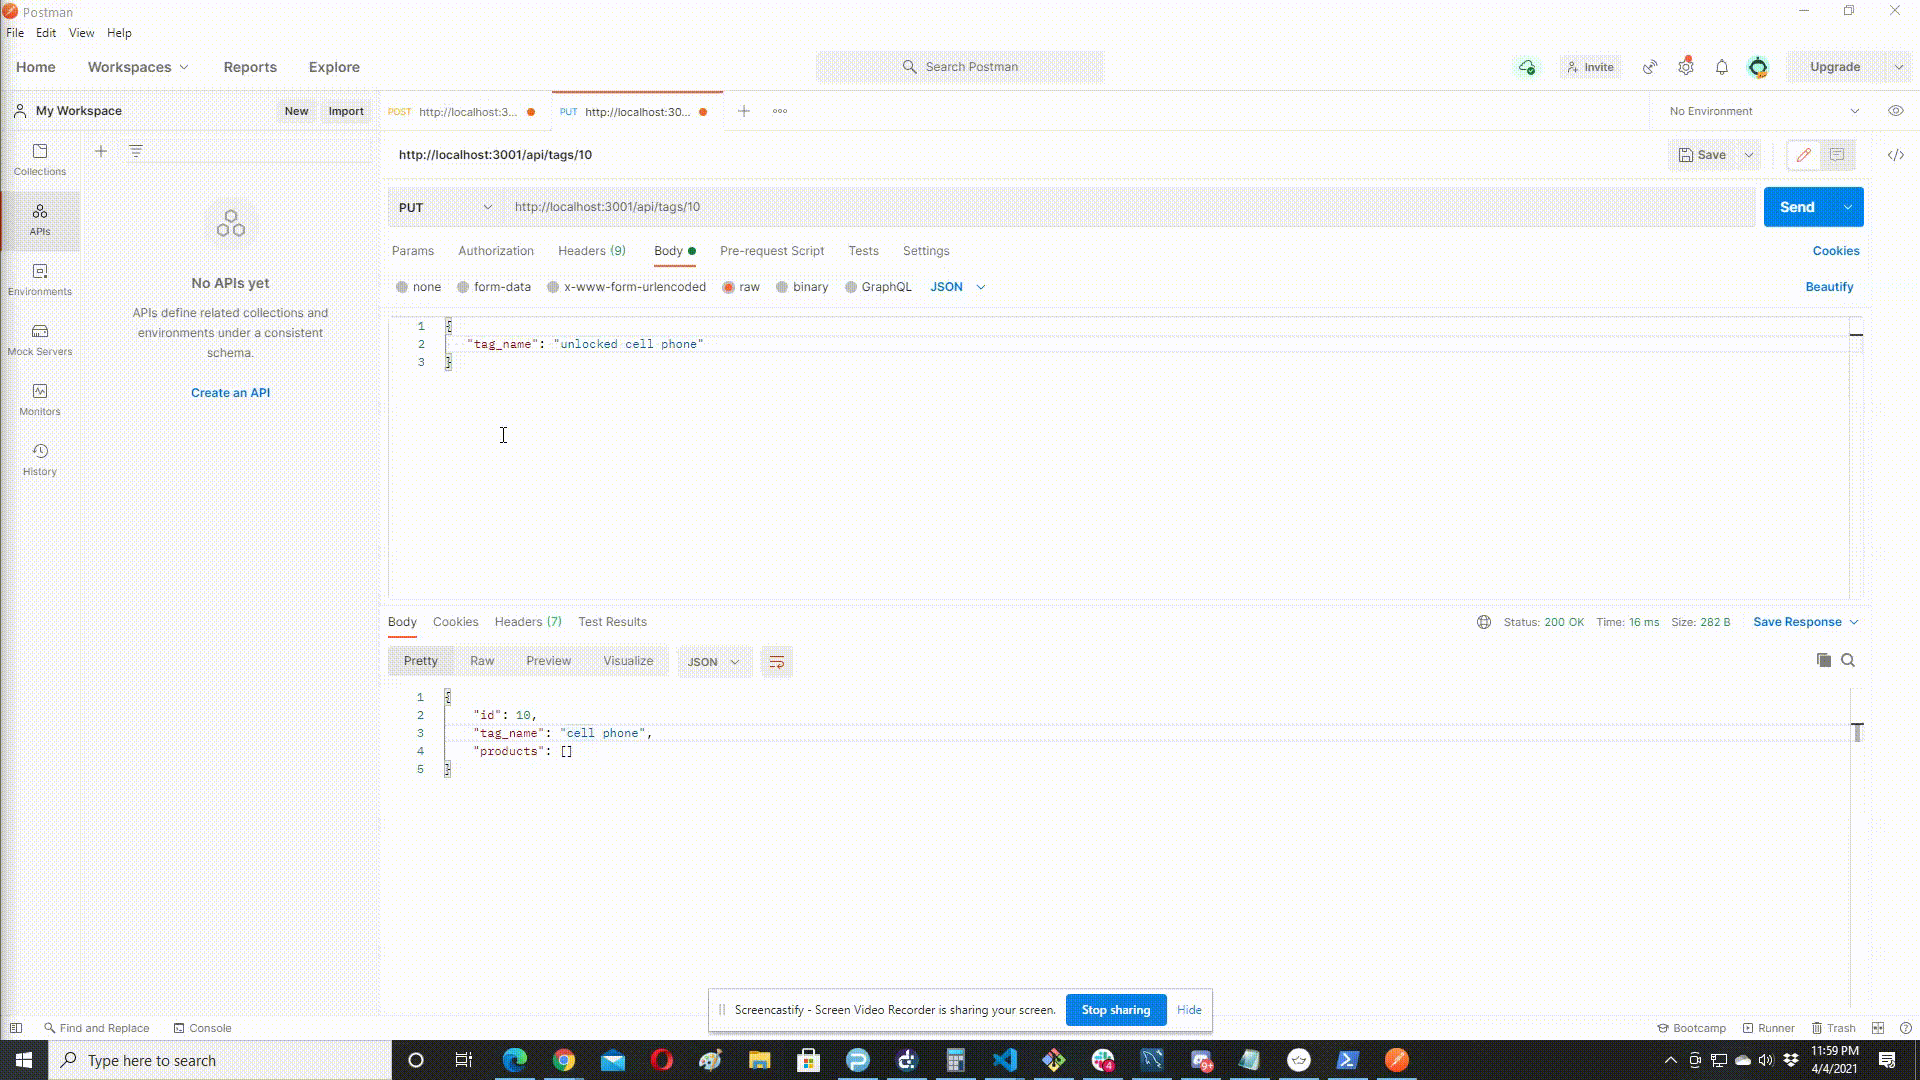 Postman
File Edit View Help
Home Workspaces Reports Explore Search Postman Invite Upgrade
My Workspace New Import POST http://localhost:3... PUT http://localhost:30... No Environment
Collections
http://localhost:3001/api/tags/10 Save
PUT http://localhost:3001/api/tags/10 Send
APIs
Params Authorization Headers (9) Body Pre-request Script Tests Settings Cookies
No APIs yet
APIs define related collections and
environments under a consistent
schema.
Create an API
Environments
Mock Servers
Monitors
History
none form-data x-www-form-urlencoded raw binary GraphQL JSON Beautify
1 {
2 "tag_name": "unlocked cell phone"
3 }
Body Cookies Headers (7) Test Results Status: 200 OK Time: 16 ms Size: 282 B Save Response
Pretty Raw Preview Visualize JSON
1 {
2 "id": 10,
3 "tag_name": "cell phone",
4 "products": []
5 }
Screencastify - Screen Video Recorder is sharing your screen. Stop sharing Hide
Find and Replace Console Bootcamp Runner Trash
Type here to search 4 9+ 11:59 PM
4/4/2021